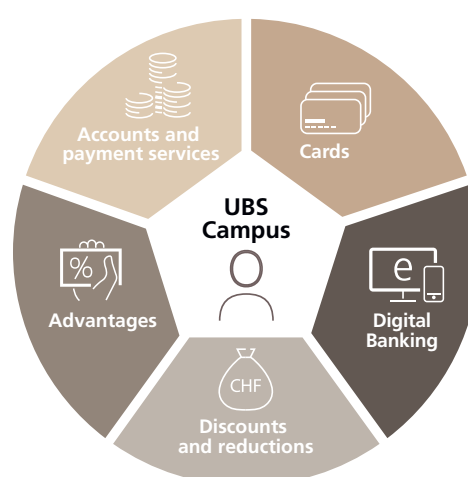 Accounts and
payment services
Cards
UBS
Campus
%
e
Advantages
Digital
Banking
CHF
Discounts
and reductions